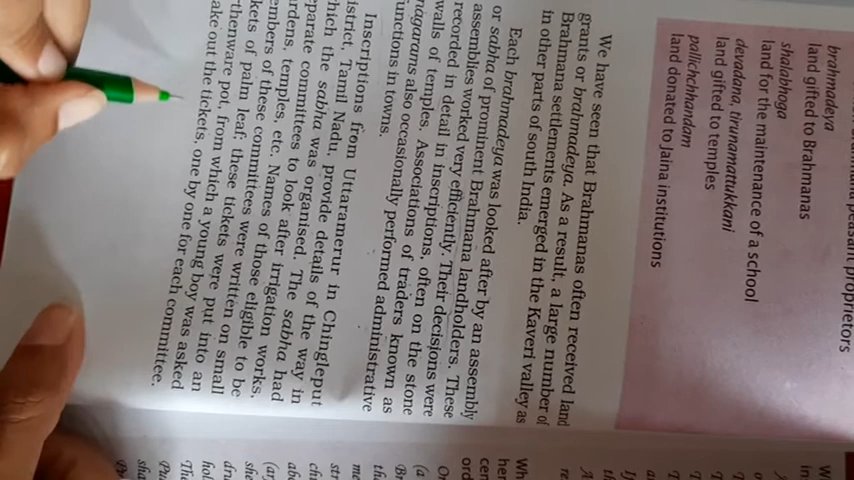 peasant proprietors
brahmadeya
land gifted to Brahmanas
shalabhoga
land for the maintenance of a school
devadana, tirunamattukkani
land gifted to temples
pallichchhandam
land donated to Jaina institutions
We have seen that Brahmanas often received land
grants or brahmadeya. As a result, a large number of
Brahmana settlements emerged in the Kaveri valley as
in other parts of south India.
Each brahmadeya was looked after by an assembly
or sabha of prominent Brahmana landholders. These
assemblies worked very efficiently. Their decisions were
recorded in detail in inscriptions, often on the stone
walls of temples. Associations of traders known as
nagarams also occasionally performed administrative
functions in towns.
Inscriptions from Uttaramerur in Chingleput
District, Tamil Nadu, provide details of the way in
which the sabha was organised. The sabha had
separate committees to look after irrigation works,
gardens, temples, etc. Names of those eligible to be
members of these committees were written on small
tickets of palm leaf; these tickets were put into an
earthenware pot, from which a young boy was asked
take out the tickets, one by one for each committee.